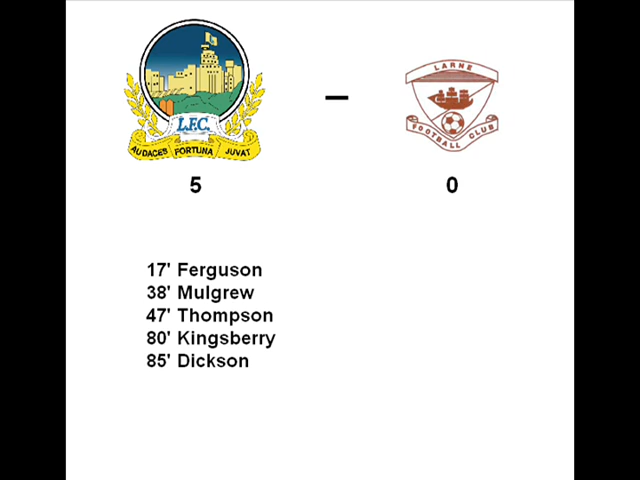 L.F.C.
AUDACES FORTUNA JUVAT
LARNE
FOOTBALL CLUB
–
5
0
17' Ferguson
38' Mulgrew
47' Thompson
80' Kingsberry
85' Dickson